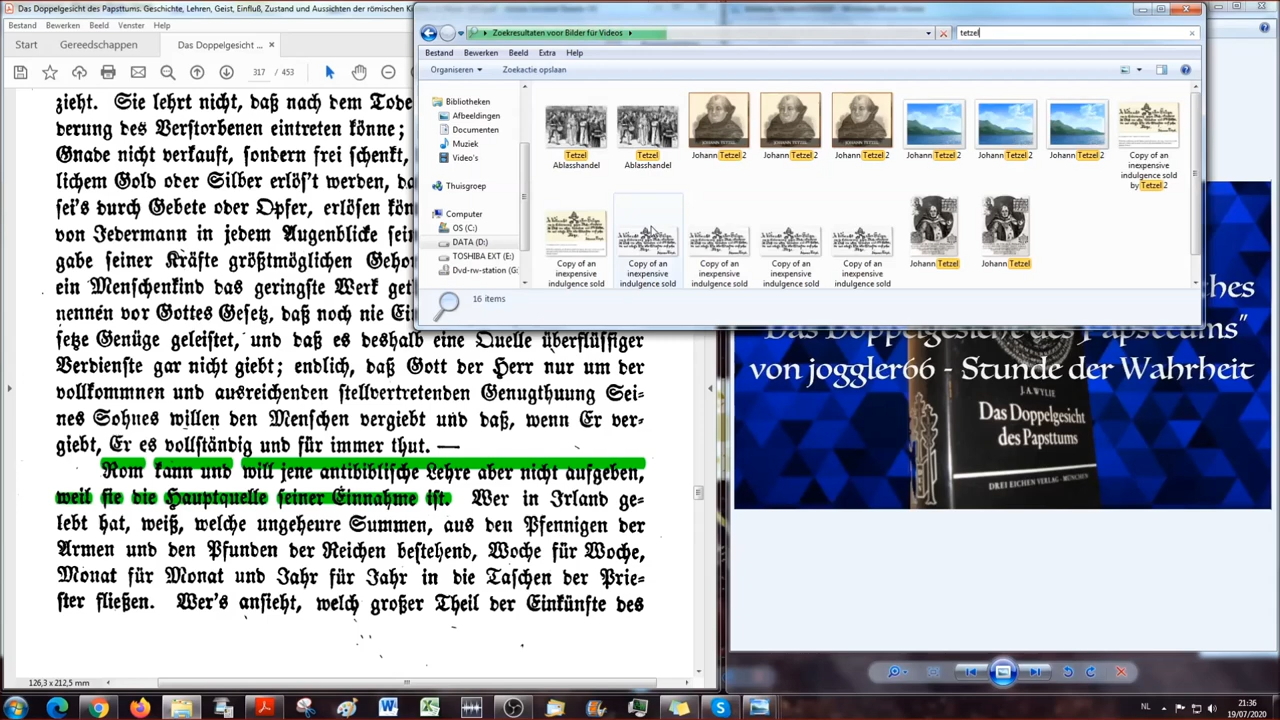 Das Doppelgesicht des Papsttums. Geschichte, Lehren, Geist, Einfluß, Zustand und Aussichten der römischen
Bestand Bewerken Beeld Venster Help
Start Gereedschappen Das Doppelgesicht ...
317 / 453
zieht. Sie lehrt nicht, daß nach dem Tode
derung des Verstorbenen eintreten könne;
Gnade nicht verkauft, sondern frei schenkt,
lichem Gold oder Silber erlös't werden, da
sei's durch Gebete oder Opfer, erlösen kön
von Jedermann in jedem Augenblicke sein
gabe seiner Kräfte größtmöglichen Geho
ein Menschenkind das geringste Werk get
nennen vor Gottes Gesetz, daß noch nie Ei
setze Genüge geleistet, und daß es deshalb eine Quelle überflüssiger
Verdienste gar nicht giebt; endlich, daß Gott der Herr nur um der
vollkommnen und ausreichenden stellvertretenden Genugthuung Sei-
nes Sohnes willen den Menschen vergiebt und daß, wenn Er ver-
giebt, Er es vollständig und für immer thut. —
Rom kann und will jene antibiblische Lehre aber nicht aufgeben,
weil sie die Hauptquelle seiner Einnahme ist. Wer in Irland ge-
lebt hat, weiß, welche ungeheure Summen, aus den Pfennigen der
Armen und den Pfunden der Reichen bestehend, Woche für Woche,
Monat für Monat und Jahr für Jahr in die Taschen der Prie-
ster fließen. Wer's ansieht, welch großer Theil der Einkünfte des
126,3 x 212,5 mm
Zoekresultaten voor Bilder für Videos
tetzel
Bestand Bewerken Beeld Extra Help
Organiseren Zoekactie opslaan
Bibliotheken
Afbeeldingen
Documenten
Muziek
Video's
Thuisgroep
Computer
OS (C:)
DATA (D:)
TOSHIBA EXT (E:)
Dvd-rw-station (G:
Tetzel Ablasshandel
Tetzel Ablasshandel
JOHANN TETZEL
Johann Tetzel 2
JOHANN TETZEL
Johann Tetzel 2
JOHANN TETZEL
Johann Tetzel 2
Johann Tetzel 2
Johann Tetzel 2
Johann Tetzel 2
Copy of an inexpensive indulgence sold by Tetzel 2
Copy of an inexpensive indulgence sold
Copy of an inexpensive indulgence sold
Copy of an inexpensive indulgence sold
Copy of an inexpensive indulgence sold
Copy of an inexpensive indulgence sold
Johann Tetzel
Johann Tetzel
16 items
ches
"Das Doppelgesicht des Papsttums"
von joggler66 - Stunde der Wahrheit
J.A.WYLIE
Das Doppelgesicht
des Papsttums
DREI EICHEN VERLAG · MÜNCHEN
NL
21:36
19/07/2020